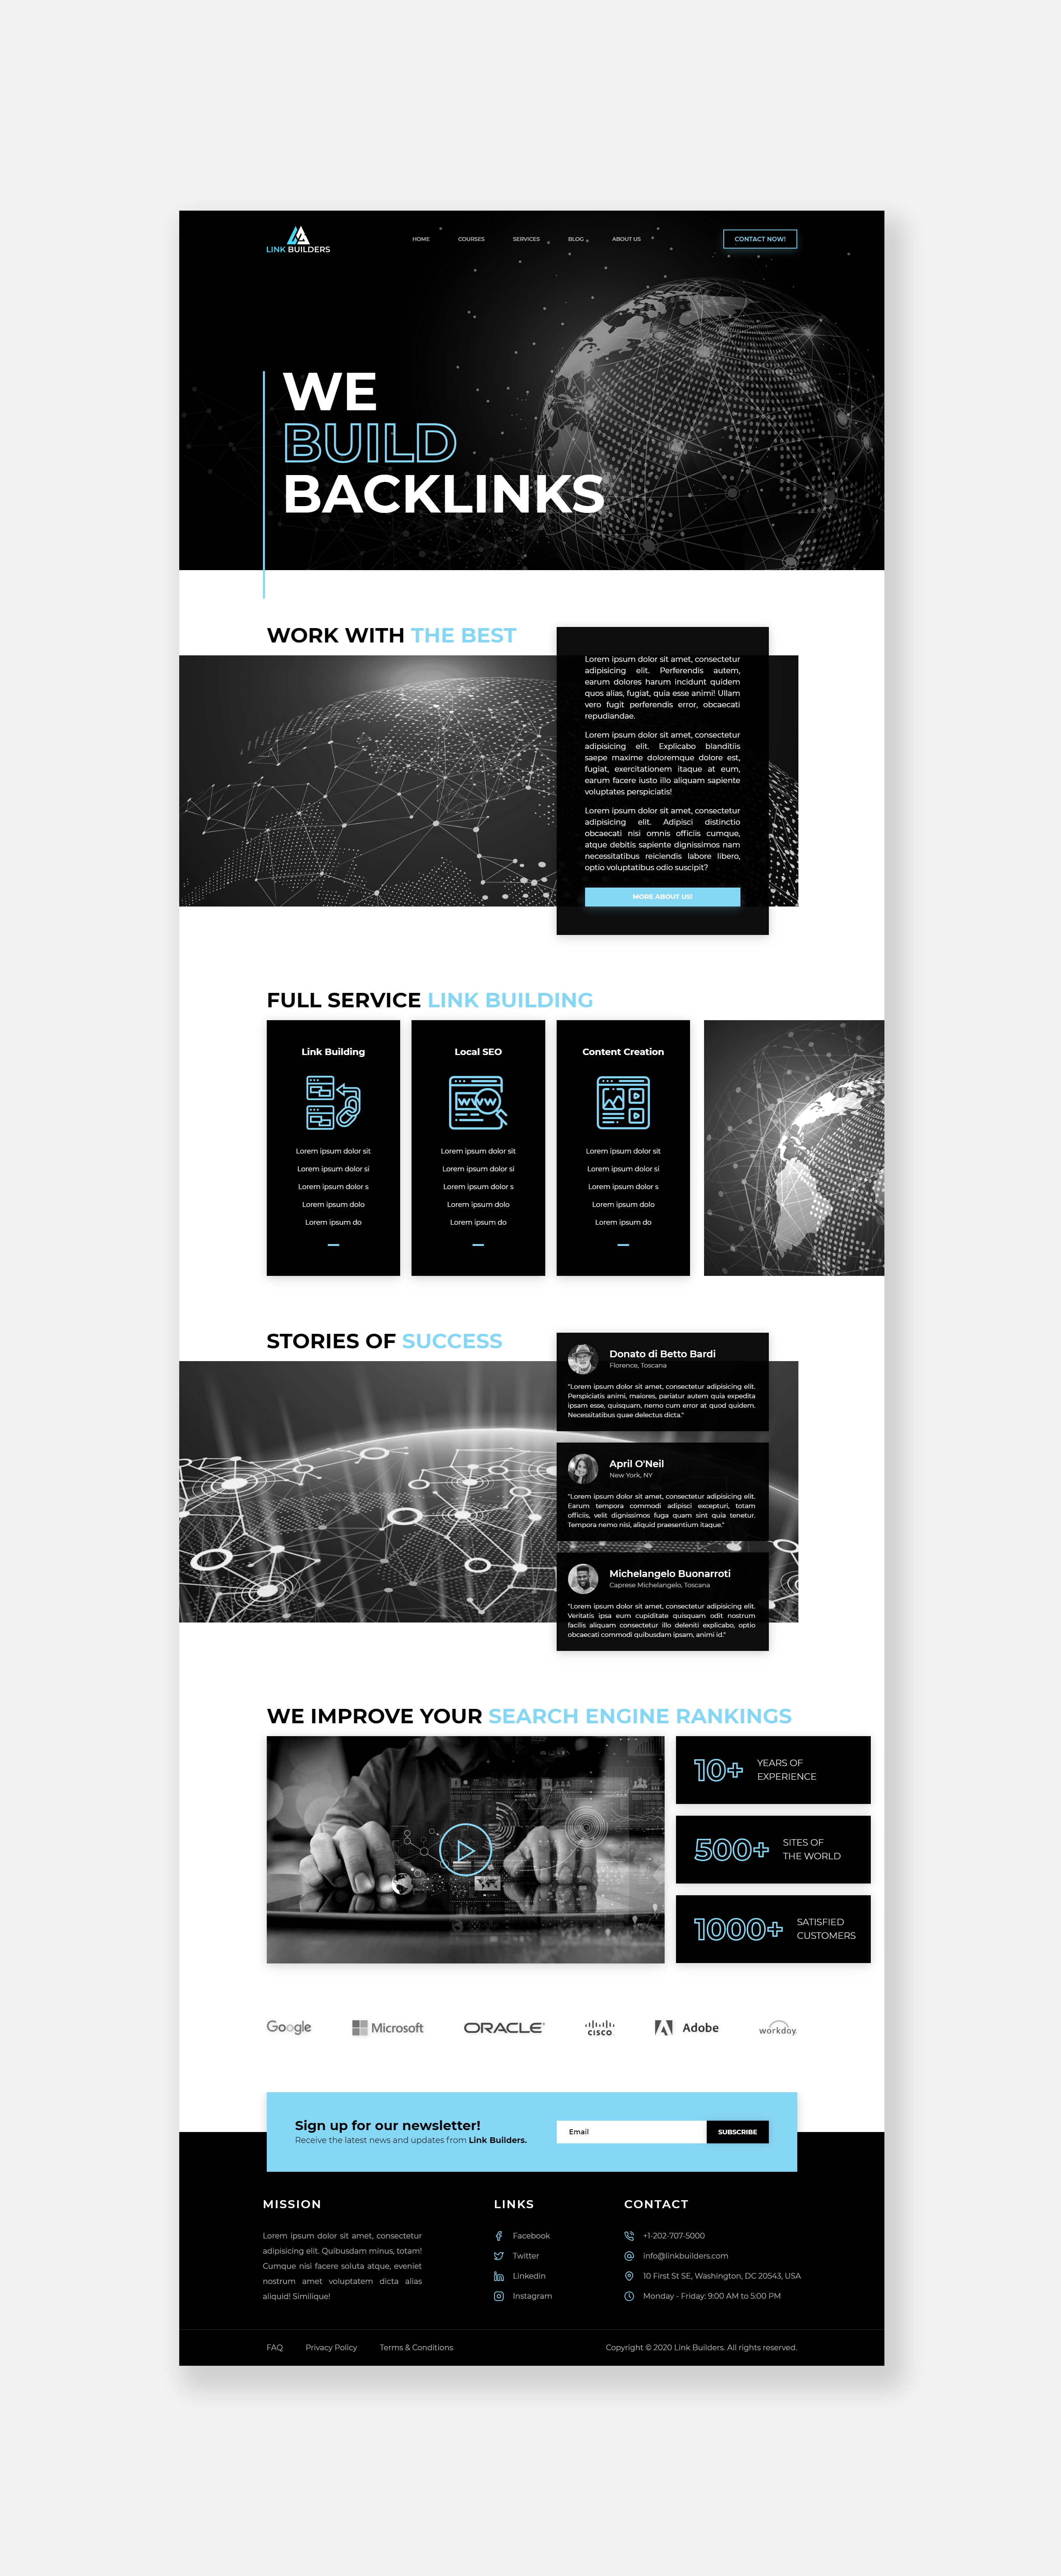 LINK BUILDERS
HOME COURSES SERVICES BLOG ABOUT US
CONTACT NOW!
WE
BUILD
BACKLINKS
WORK WITH THE BEST
Lorem ipsum dolor sit amet, consectetur
adipisicing elit. Perferendis autem,
earum dolores harum incidunt quidem
quos alias, fugiat, quia esse animi! Ullam
vero fugit perferendis error, obcaecati
repudiandae.
Lorem ipsum dolor sit amet, consectetur
adipisicing elit. Explicabo blanditiis
saepe maxime doloremque dolore est,
fugiat, exercitationem itaque at eum,
earum facere iusto illo aliquam sapiente
voluptates perspiciatis!
Lorem ipsum dolor sit amet, consectetur
adipisicing elit. Adipisci distinctio
obcaecati nisi omnis officiis cumque,
atque debitis sapiente dignissimos nam
necessitatibus reiciendis labore libero,
optio voluptatibus odio suscipit?
MORE ABOUT US!
FULL SERVICE LINK BUILDING
Link Building
Lorem ipsum dolor sit
Lorem ipsum dolor si
Lorem ipsum dolor s
Lorem ipsum dolo
Lorem ipsum do
Local SEO
WWW
Lorem ipsum dolor sit
Lorem ipsum dolor si
Lorem ipsum dolor s
Lorem ipsum dolo
Lorem ipsum do
Content Creation
Lorem ipsum dolor sit
Lorem ipsum dolor si
Lorem ipsum dolor s
Lorem ipsum dolo
Lorem ipsum do
STORIES OF SUCCESS
Donato di Betto Bardi
Florence, Toscana
"Lorem ipsum dolor sit amet, consectetur adipisicing elit.
Perspiciatis animi, maiores, pariatur autem quia expedita
ipsam esse, quisquam, nemo cum error at quod quidem.
Necessitatibus quae delectus dicta."
April O'Neil
New York, NY
"Lorem ipsum dolor sit amet, consectetur adipisicing elit.
Earum tempora commodi adipisci excepturi, totam
officiis, velit dignissimos fuga quam sint quia tenetur.
Tempora nemo nisi, aliquid praesentium itaque."
Michelangelo Buonarroti
Caprese Michelangelo, Toscana
"Lorem ipsum dolor sit amet, consectetur adipisicing elit.
Veritatis ipsa eum cupiditate quisquam odit nostrum
facilis aliquam consectetur illo deleniti explicabo, optio
obcaecati commodi quibusdam ipsam, animi id."
WE IMPROVE YOUR SEARCH ENGINE RANKINGS
10+ YEARS OF
EXPERIENCE
500+ SITES OF
THE WORLD
1000+ SATISFIED
CUSTOMERS
Google Microsoft ORACLE CISCO Adobe workday.
Sign up for our newsletter!
Receive the latest news and updates from Link Builders.
Email
SUBSCRIBE
MISSION
Lorem ipsum dolor sit amet, consectetur
adipisicing elit. Quibusdam minus, totam!
Cumque nisi facere soluta atque, eveniet
nostrum amet voluptatem dicta alias
aliquid! Similique!
LINKS
Facebook
Twitter
Linkedin
Instagram
CONTACT
+1-202-707-5000
info@linkbuilders.com
10 First St SE, Washington, DC 20543, USA
Monday - Friday: 9:00 AM to 5:00 PM
FAQ Privacy Policy Terms & Conditions
Copyright © 2020 Link Builders. All rights reserved.